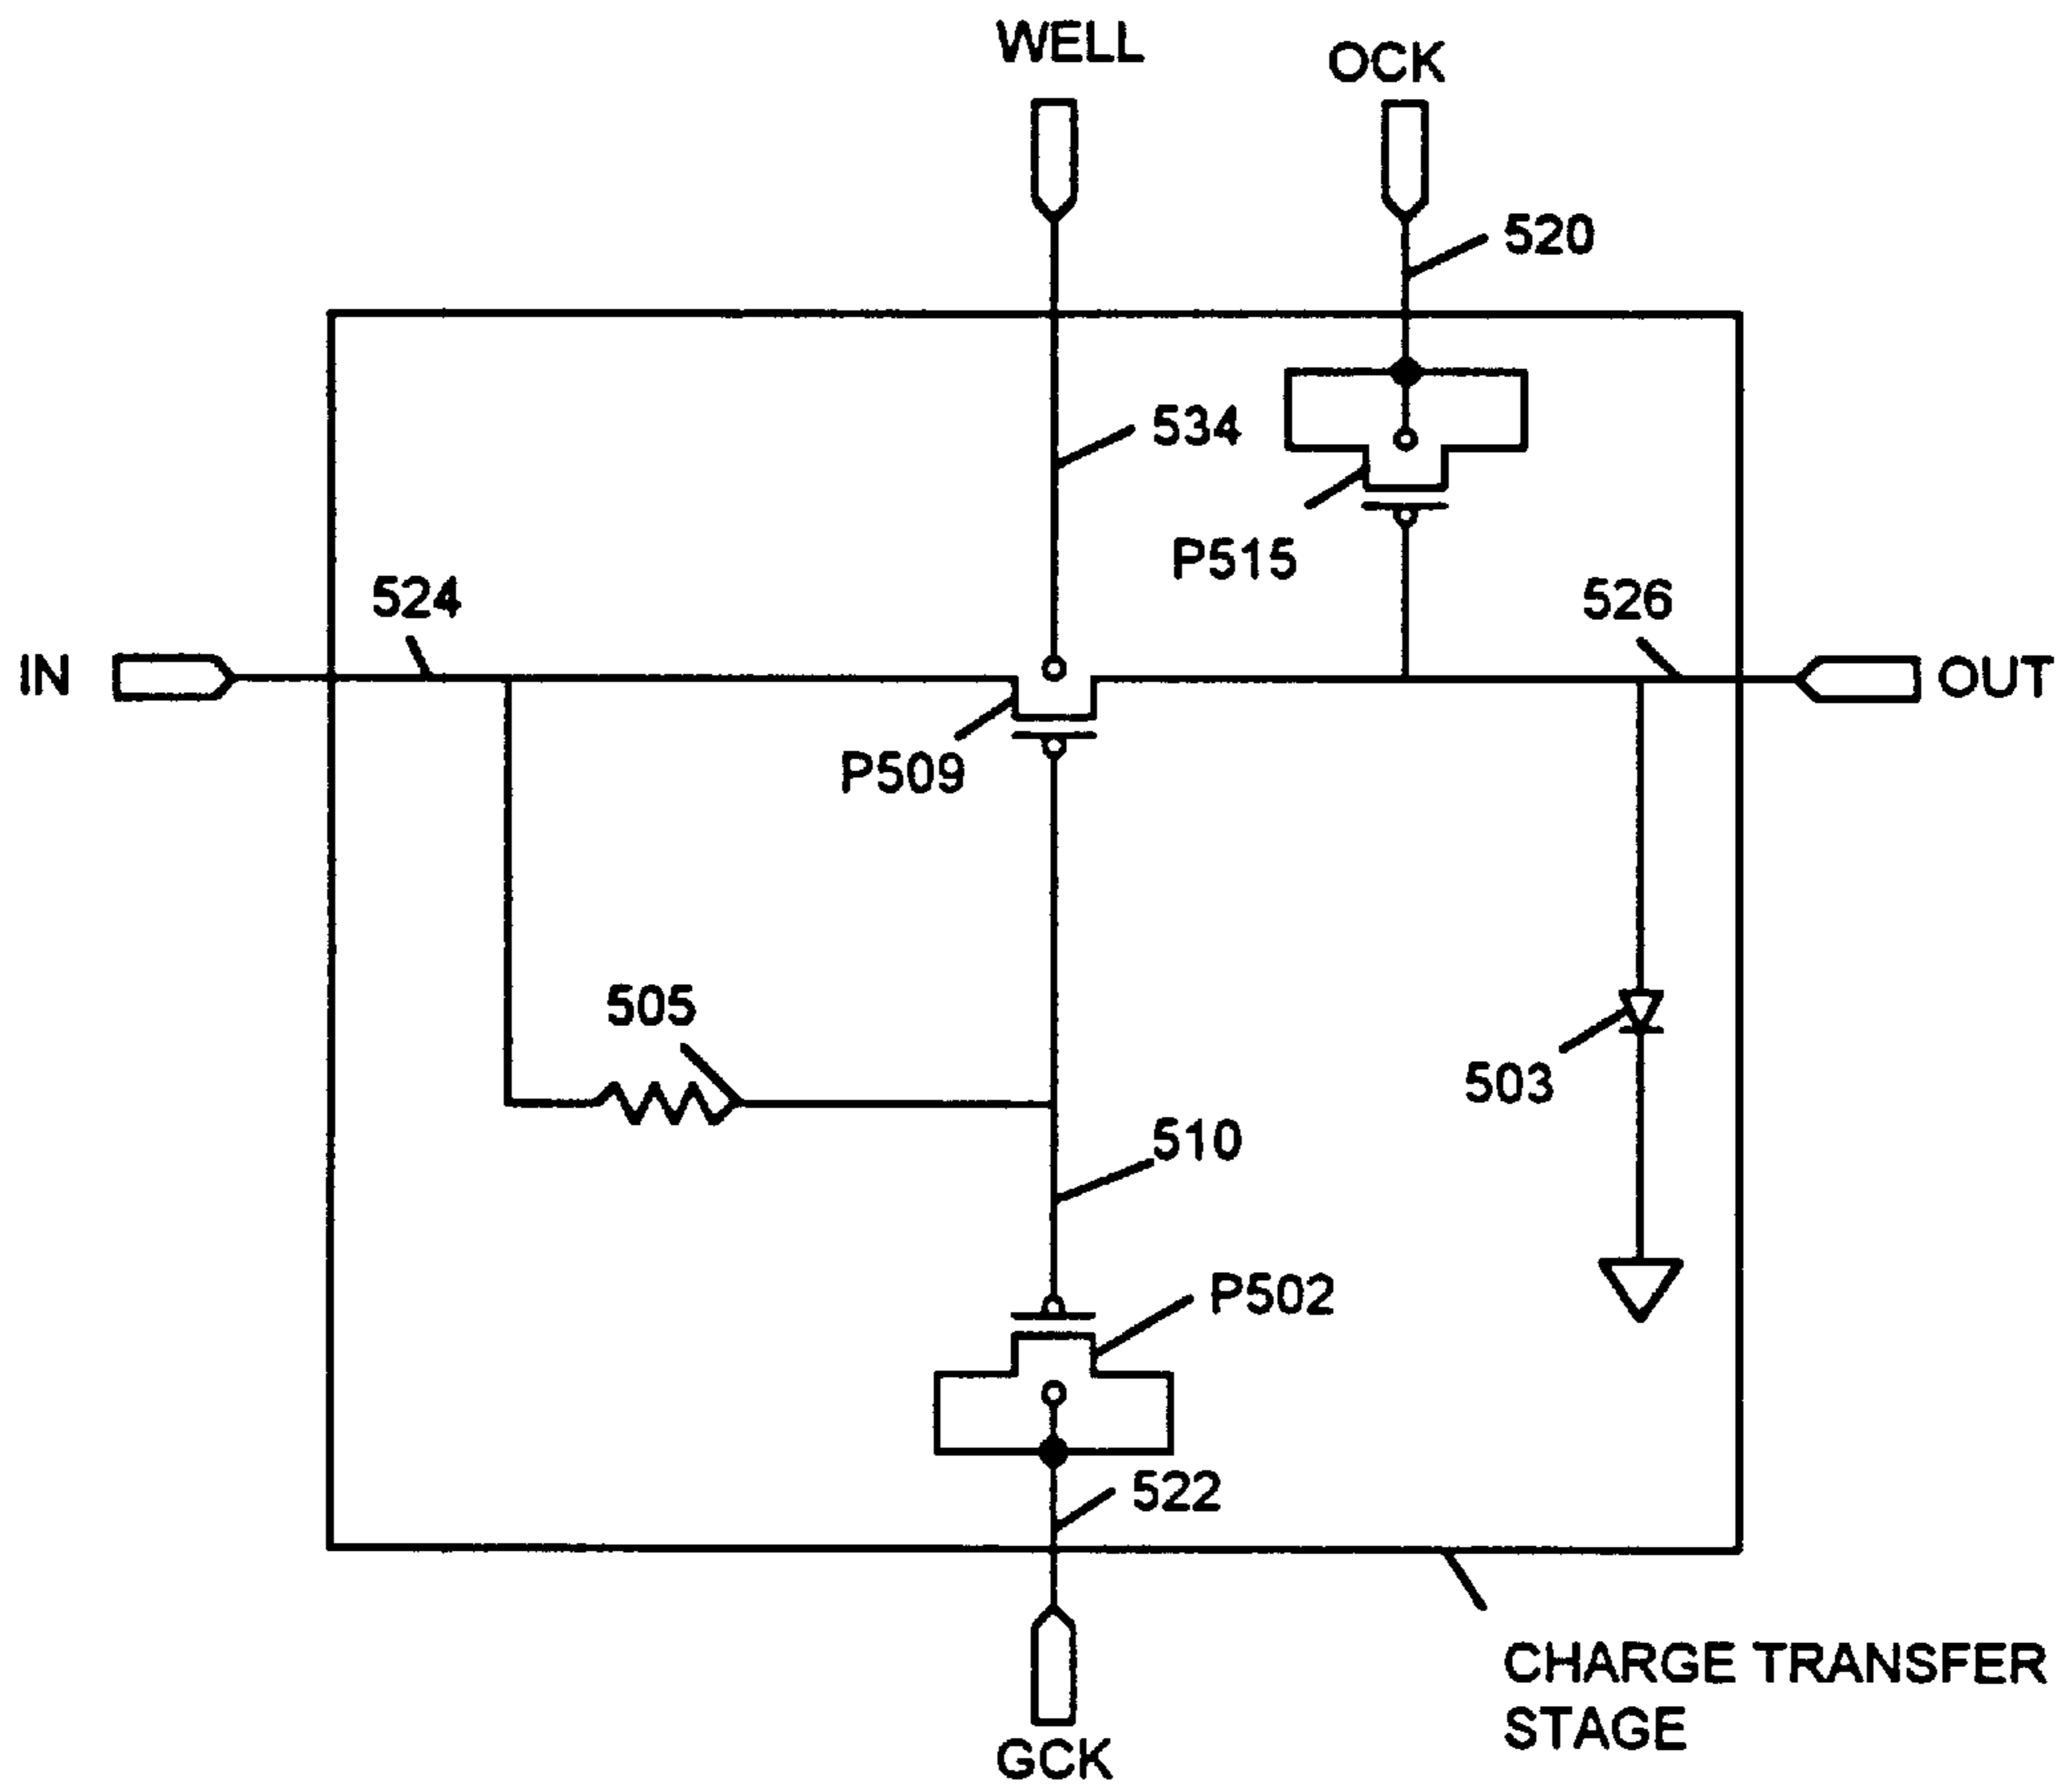 WELL
OCK
520
534
P515
524
526
IN
OUT
P509
505
503
510
P502
522
CHARGE TRANSFER
STAGE
GCK